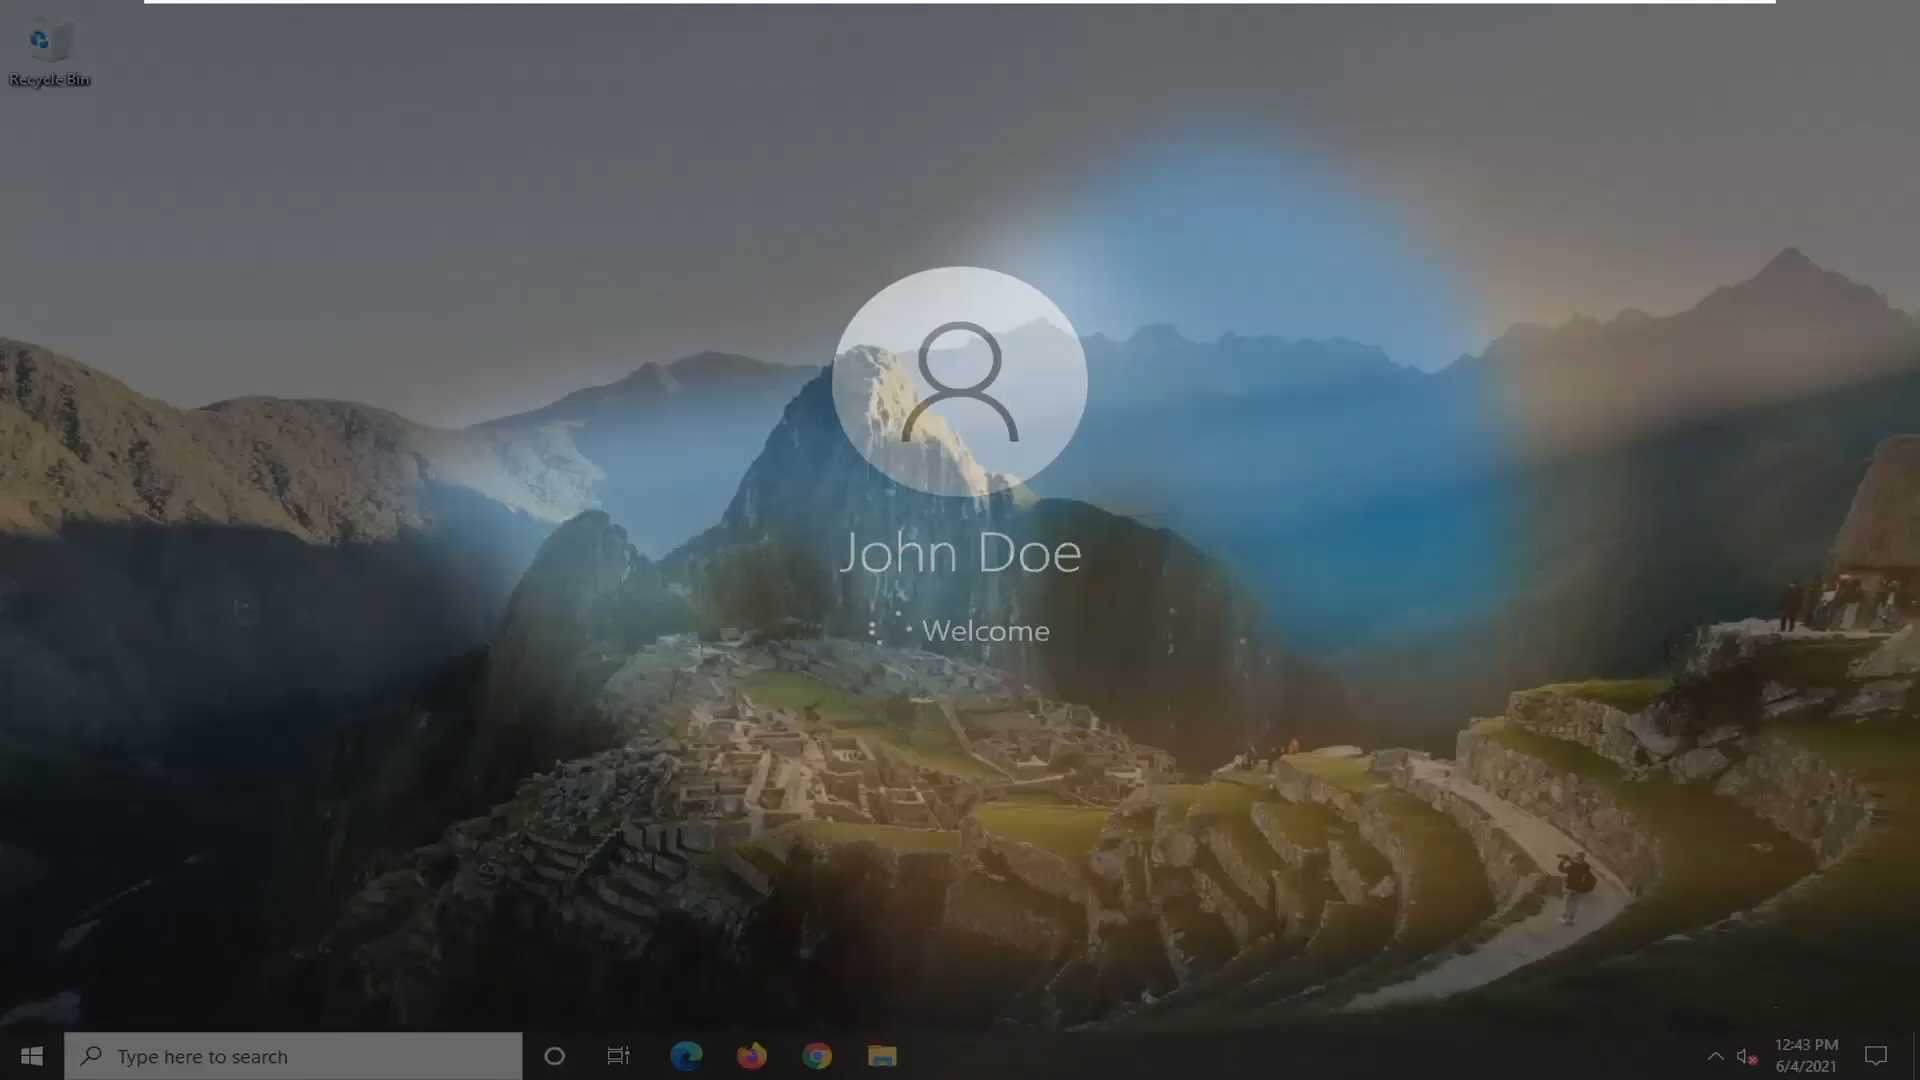 Recycle Bin
John Doe
Welcome
Type here to search
12:43 PM
6/4/2021